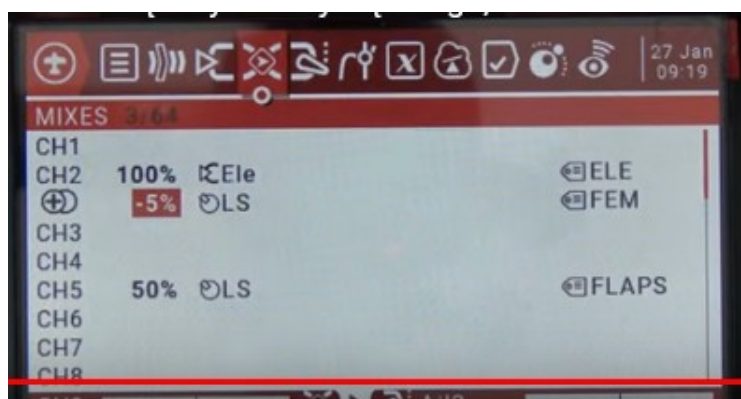 27 Jan
09:19
MIXES 3/64
CH1
CH2 100% Ele ELE
-5% LS FEM
CH3
CH4
CH5 50% LS FLAPS
CH6
CH7
CH8